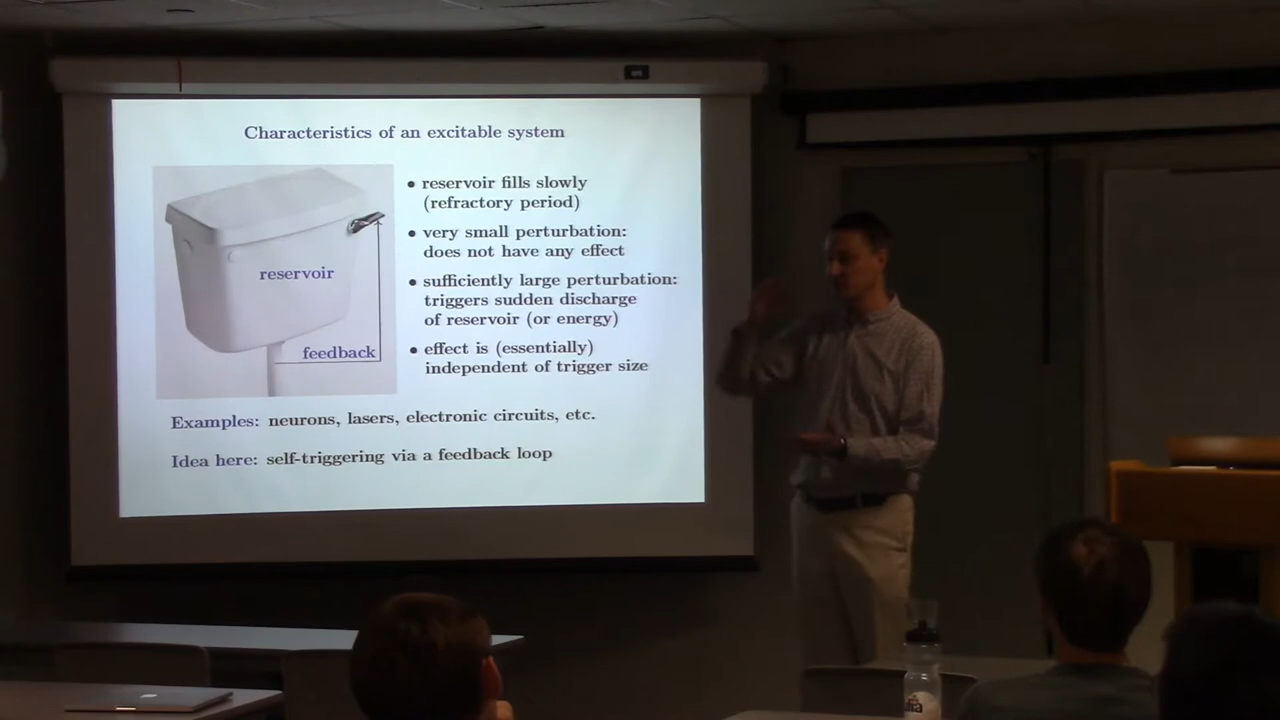 Characteristics of an excitable system
reservoir
feedback
• reservoir fills slowly
(refractory period)
• very small perturbation:
does not have any effect
• sufficiently large perturbation:
triggers sudden discharge
of reservoir (or energy)
• effect is (essentially)
independent of trigger size
Examples: neurons, lasers, electronic circuits, etc.
Idea here: self-triggering via a feedback loop